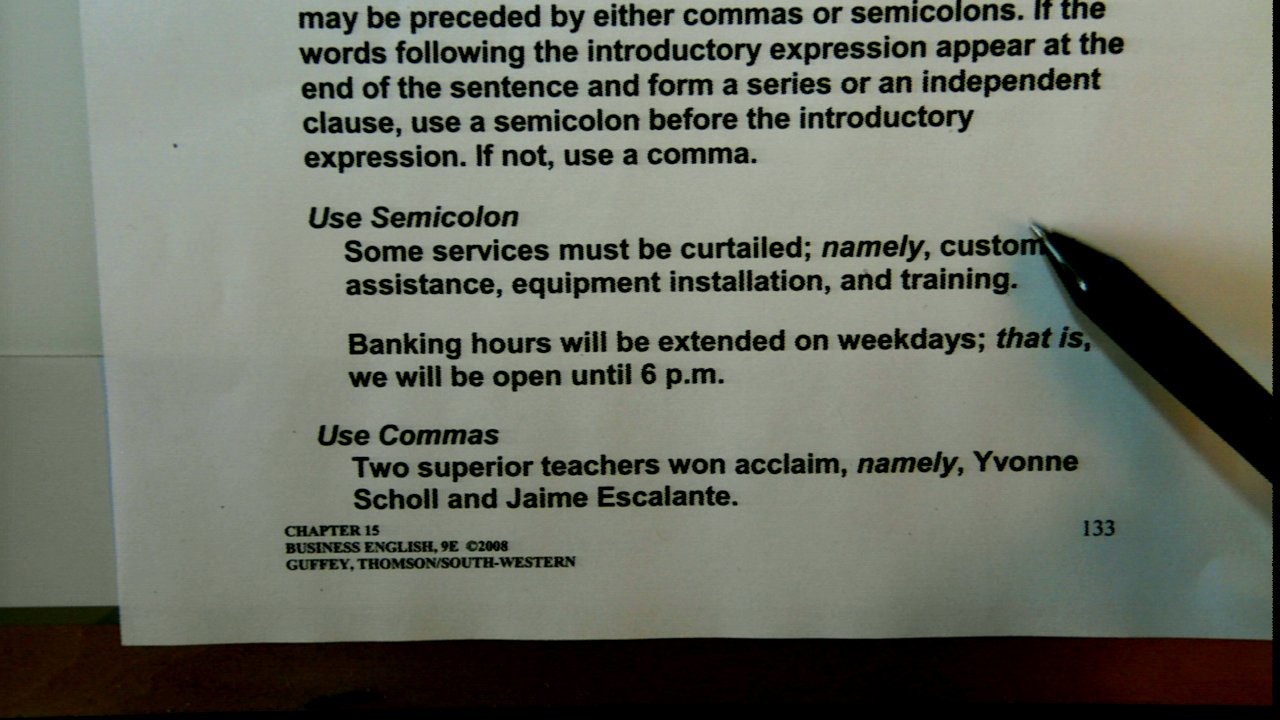 may be preceded by either commas or semicolons. If the
words following the introductory expression appear at the
end of the sentence and form a series or an independent
clause, use a semicolon before the introductory
expression. If not, use a comma.
Use Semicolon
Some services must be curtailed; namely, custom
assistance, equipment installation, and training.
Banking hours will be extended on weekdays; that is,
we will be open until 6 p.m.
Use Commas
Two superior teachers won acclaim, namely, Yvonne
Scholl and Jaime Escalante.
CHAPTER 15
BUSINESS ENGLISH, 9E ©2008
GUFFEY, THOMSON/SOUTH-WESTERN
133